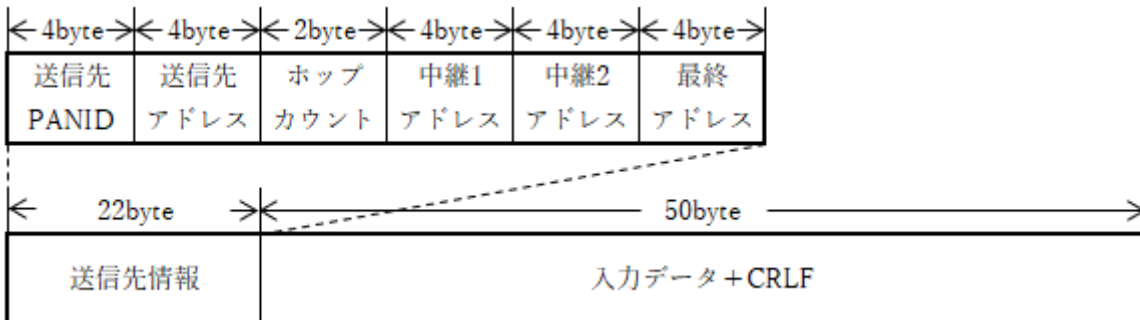 4byte 4byte 2byte 4byte 4byte 4byte
送信先 送信先 ホップ 中継1 中継2 最終
PANID アドレス カウント アドレス アドレス アドレス
22byte 50byte
送信先情報 入力データ+CRLF